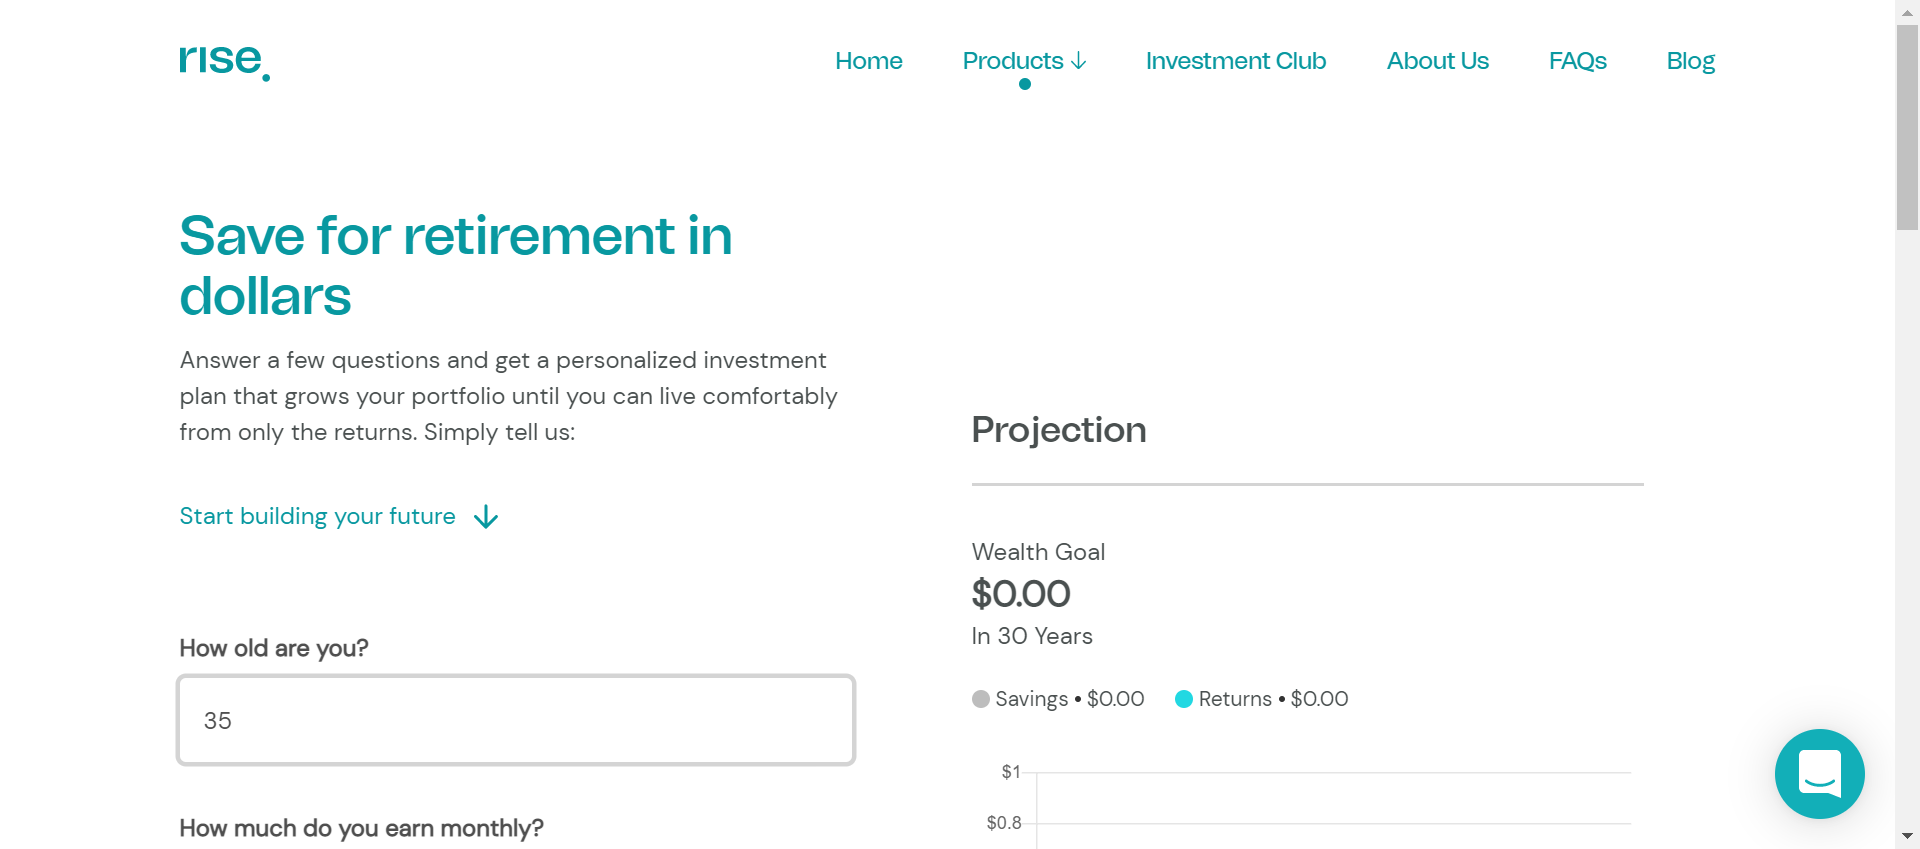 rise.
Home
Products ↓
Investment Club
About Us
FAQs
Blog
Save for retirement in
dollars
Answer a few questions and get a personalized investment
plan that grows your portfolio until you can live comfortably
from only the returns. Simply tell us:
Start building your future ↓
How old are you?
35
How much do you earn monthly?
Projection
Wealth Goal
$0.00
In 30 Years
Savings • $0.00
Returns • $0.00
$1
$0.8